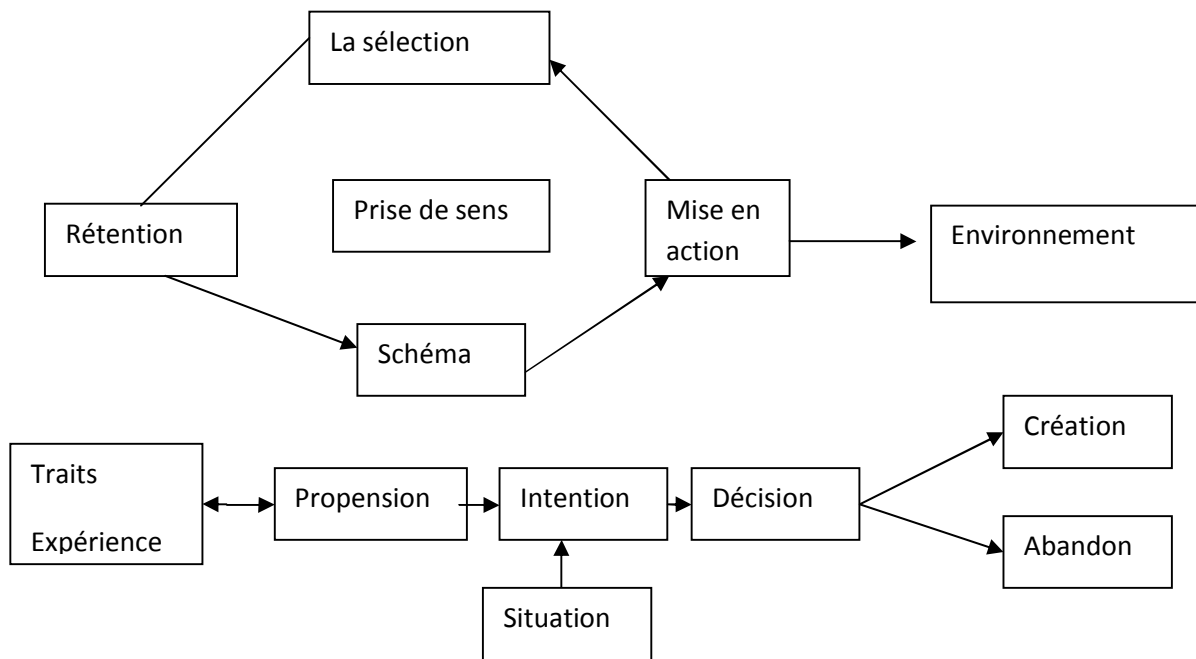 La sélection
Prise de sens
Mise en
action
Rétention
Environnement
Schéma
Création
Traits
Expérience
Propension
Intention
Décision
Abandon
Situation